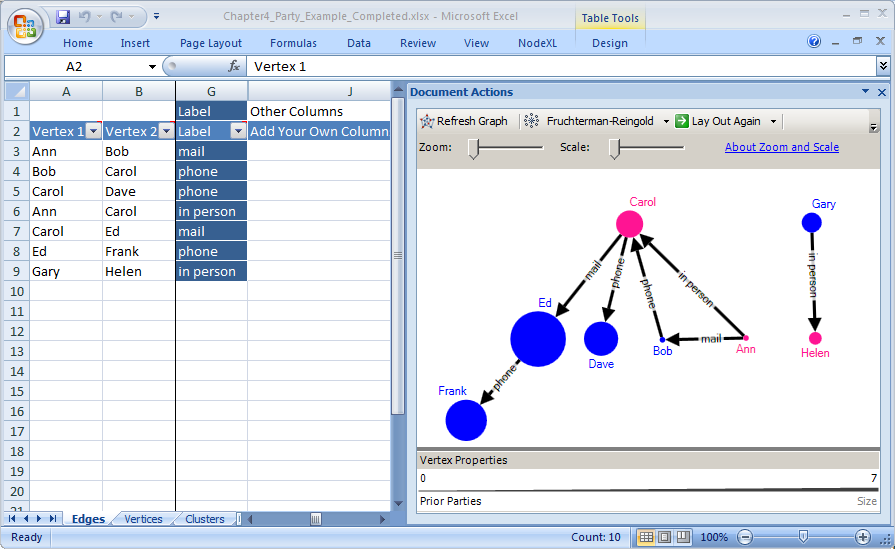 Chapter4_Party_Example_Completed.xlsx - Microsoft Excel
Table Tools
Home Insert Page Layout Formulas Data Review View NodeXL Design
A2 fx Vertex 1
A B G J
1 Label Other Columns
2 Vertex 1 Vertex 2 Label Add Your Own Column
3 Ann Bob mail
4 Bob Carol phone
5 Carol Dave phone
6 Ann Carol in person
7 Carol Ed mail
8 Ed Frank phone
9 Gary Helen in person
10
11
12
13
14
15
16
17
18
19
20
21
Edges Vertices Clusters
Document Actions
Refresh Graph Fruchterman-Reingold Lay Out Again
Zoom: Scale: About Zoom and Scale
Carol Gary
mail phone phone in person in person
Ed
mail
Dave Bob Ann Helen
phone
Frank
Vertex Properties
0 7
Prior Parties Size
Ready Count: 10 100%